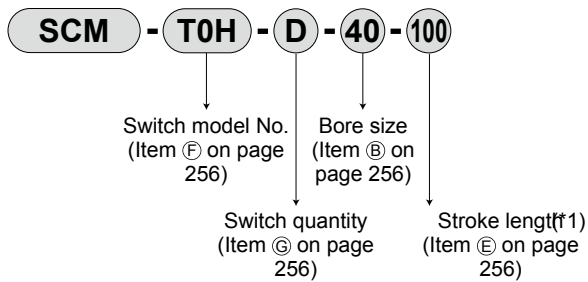 SCM - T0H - D - 40 - 100
Switch model No.
(Item Ⓕ on page
256)
Bore size
(Item Ⓑ on
page 256)
Switch quantity
(Item Ⓖ on page
256)
Stroke length(*1)
(Item Ⓔ on page
256)